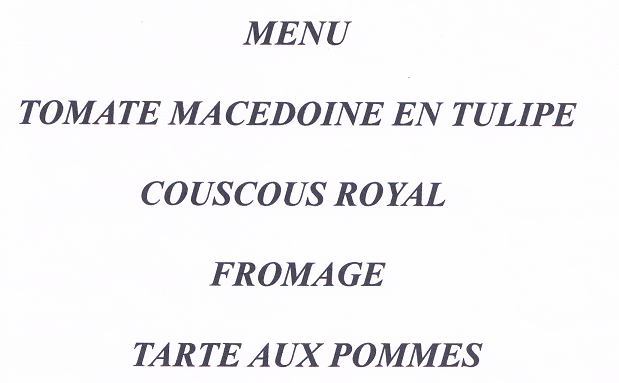 MENU
TOMATE MACEDOINE EN TULIPE
COUSCOUS ROYAL
FROMAGE
TARTE AUX POMMES